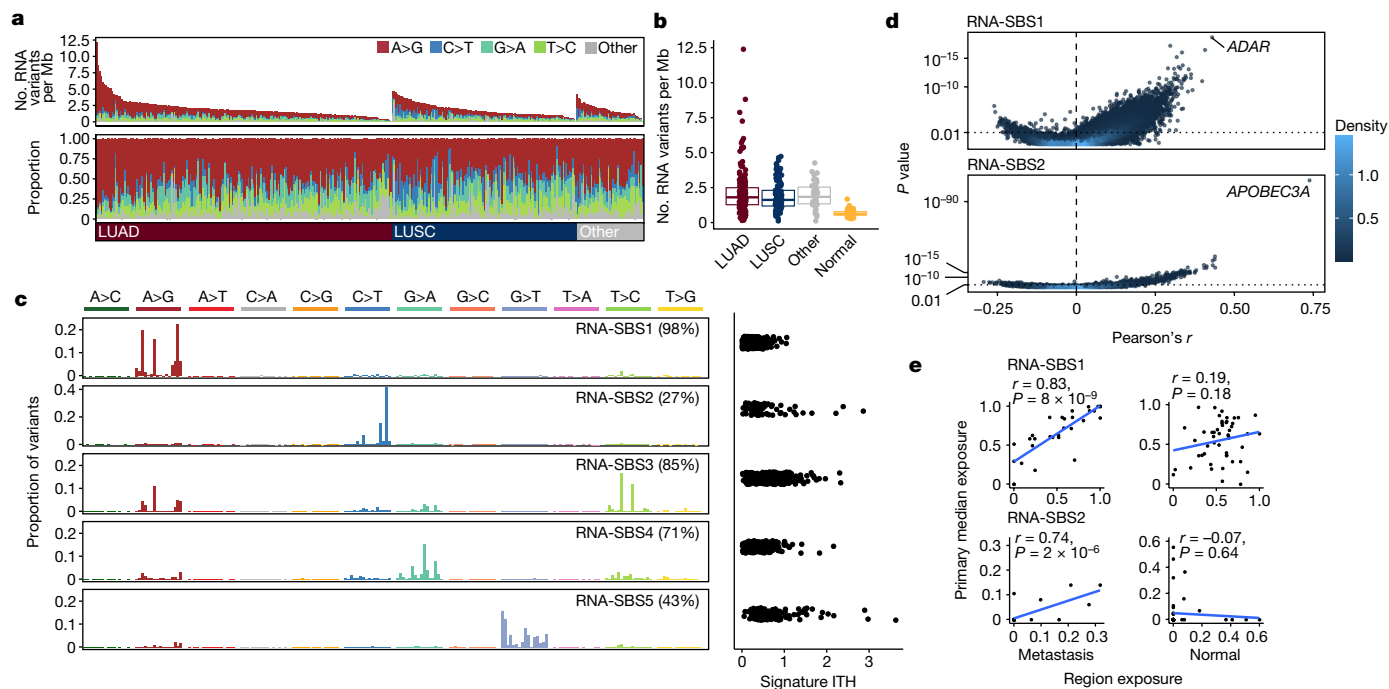 a
No. RNA
variants
per Mb
12.5
10.0
7.5
5.0
2.5
0
A>G C>T G>A T>C Other
Proportion
1.00
0.75
0.50
0.25
0
LUAD LUSC Other
b
No. RNA variants per Mb
12.5
10.0
7.5
5.0
2.5
0
LUAD
LUSC
Other
Normal
c
A>C A>G A>T C>A C>G C>T G>A G>C G>T T>A T>C T>G
Proportion of variants
0.2
0.1
0
RNA-SBS1 (98%)
0.4
0.2
0
RNA-SBS2 (27%)
0.2
0.1
0
RNA-SBS3 (85%)
0.2
0.1
0
RNA-SBS4 (71%)
0.2
0.1
0
RNA-SBS5 (43%)
0 1 2 3
Signature ITH
d
RNA-SBS1
ADAR
10⁻¹⁵
10⁻¹⁰
0.01
P value
RNA-SBS2
APOBEC3A
10⁻⁹⁰
10⁻¹⁵
10⁻¹⁰
0.01
−0.25 0 0.25 0.50 0.75
Pearson's r
Density
1.0
0.5
e
Primary median exposure
RNA-SBS1
r = 0.83,
P = 8 × 10⁻⁹
1.0
0.5
0
0 0.5 1.0
r = 0.19,
P = 0.18
1.0
0.5
0
0 0.5 1.0
RNA-SBS2
r = 0.74,
P = 2 × 10⁻⁶
0.3
0.2
0.1
0
0 0.1 0.2 0.3
Metastasis
r = −0.07,
P = 0.64
0.6
0.4
0.2
0
0 0.2 0.4 0.6
Normal
Region exposure